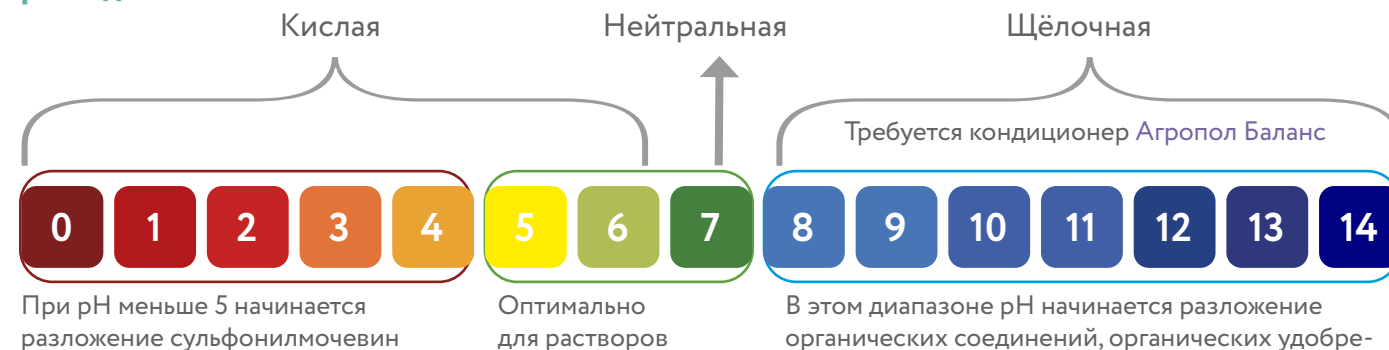 Кислая
Нейтральная
Щёлочная
Требуется кондиционер Агропол Баланс
0 1 2 3 4 5 6 7 8 9 10 11 12 13 14
При pH меньше 5 начинается
разложение сульфонилмочевин
Оптимально
для растворов
В этом диапазоне pH начинается разложение
органических соединений, органических удобре-